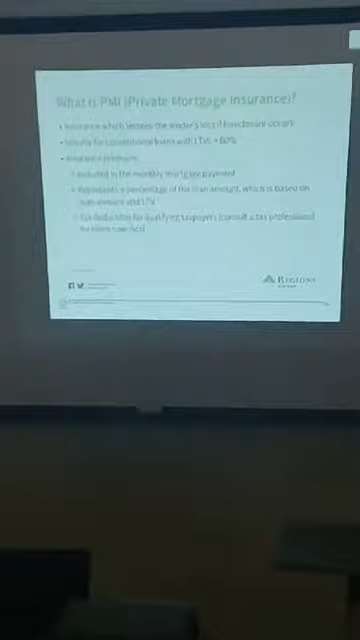 What is PMI (Private Mortgage Insurance)?
• Insurance which lessens the lender's loss if foreclosure occurs
for conventional loans with LTVs > 80%
• Insurance premium:
included in the monthly mortgage payment
Represents a percentage of the loan amount, which is based on
loan amount and LTV
Tax deductible for qualifying taxpayers (consult a tax professional
for more specifics)
REGIONS